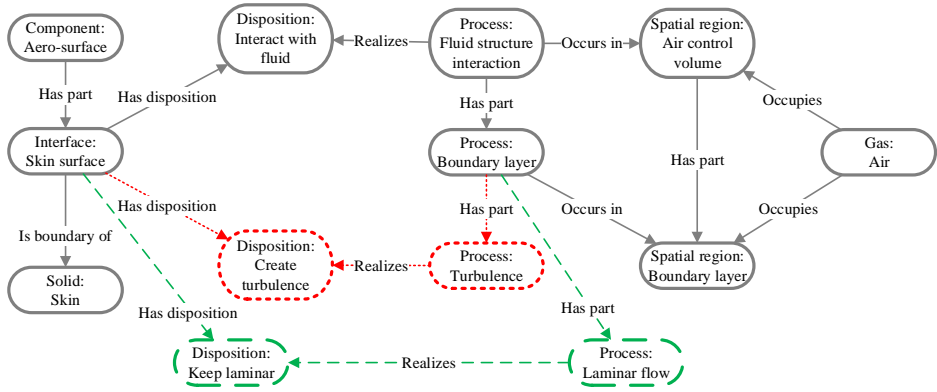 Component:
Aero-surface
Disposition:
Interact with
fluid
Realizes
Process:
Fluid structure
interaction
Occurs in
Spatial region:
Air control
volume
Has part
Has disposition
Has part
Occupies
Interface:
Skin surface
Process:
Boundary layer
Has part
Gas:
Air
Has disposition
Has part
Occurs in
Occupies
Is boundary of
Disposition:
Create
turbulence
Realizes
Process:
Turbulence
Spatial region:
Boundary layer
Solid:
Skin
Has disposition
Has part
Disposition:
Keep laminar
Realizes
Process:
Laminar flow